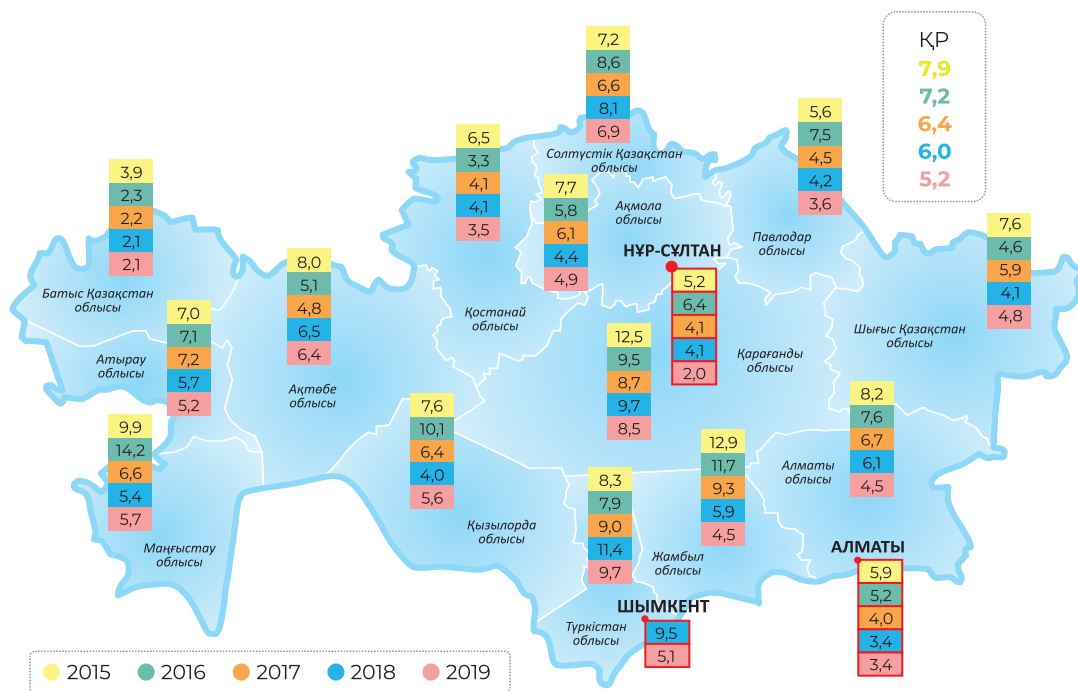 ҚР
7,9
7,2
6,4
6,0
5,2
7,2
8,6
6,6
8,1
6,9
Солтүстік Қазақстан
облысы
5,6
7,5
4,5
4,2
3,6
Павлодар
облысы
6,5
3,3
4,1
4,1
3,5
Қостанай
облысы
7,7
5,8
6,1
4,4
4,9
Ақмола
облысы
НҰР-СҰЛТАН
5,2
6,4
4,1
4,1
2,0
3,9
2,3
2,2
2,1
2,1
Батыс Қазақстан
облысы
7,6
4,6
5,9
4,1
4,8
Шығыс Қазақстан
облысы
8,0
5,1
4,8
6,5
6,4
Ақтөбе
облысы
7,0
7,1
7,2
5,7
5,2
Атырау
облысы
12,5
9,5
8,7
9,7
8,5
Қарағанды
облысы
9,9
14,2
6,6
5,4
5,7
Маңғыстау
облысы
7,6
10,1
6,4
4,0
5,6
Қызылорда
облысы
8,2
7,6
6,7
6,1
4,5
Алматы
облысы
12,9
11,7
9,3
5,9
4,5
Жамбыл
облысы
8,3
7,9
9,0
11,4
9,7
Түркістан
облысы
ШЫМКЕНТ
9,5
5,1
АЛМАТЫ
5,9
5,2
4,0
3,4
3,4
2015 2016 2017 2018 2019